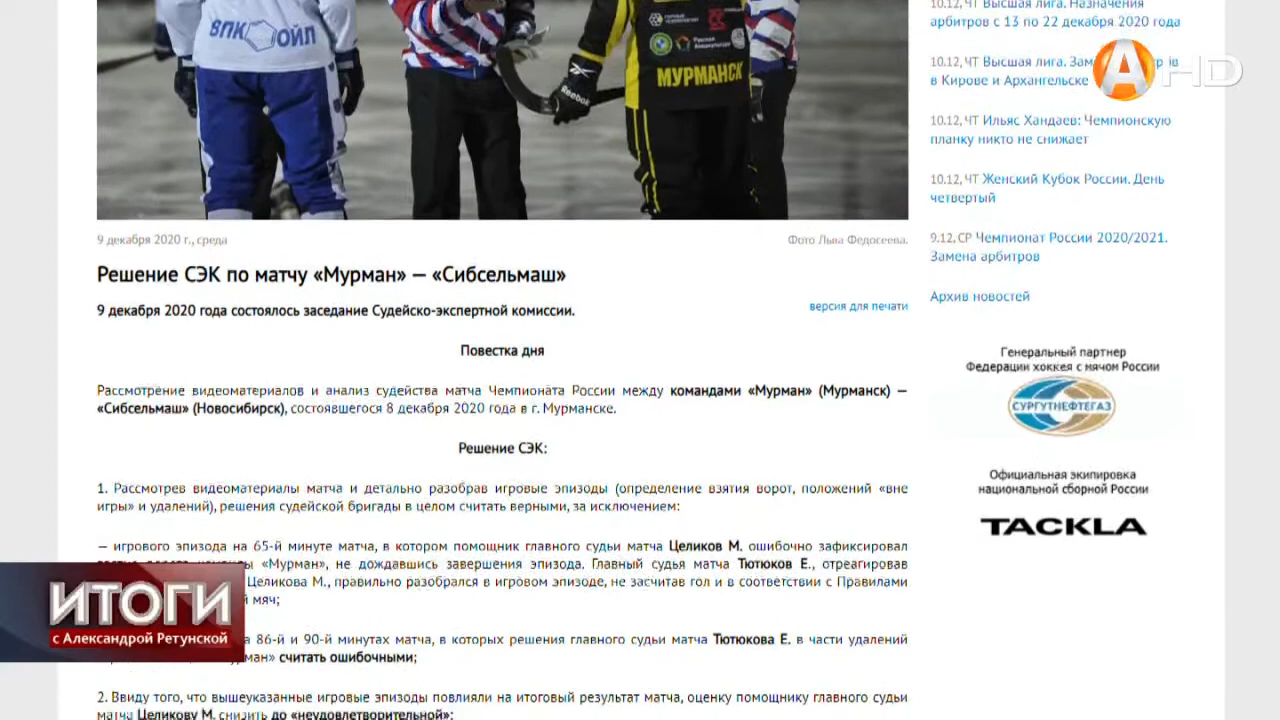 ВПК ОЙЛ
Reebok
МУРМАНСК
9 декабря 2020 г., среда
Фото Льва Федосеева.
Решение СЭК по матчу «Мурман» — «Сибсельмаш»
9 декабря 2020 года состоялось заседание Судейско-экспертной комиссии.
версия для печати
Повестка дня
Рассмотрение видеоматериалов и анализ судейства матча Чемпионата России между командами «Мурман» (Мурманск) —
«Сибсельмаш» (Новосибирск), состоявшегося 8 декабря 2020 года в г. Мурманске.
Решение СЭК:
1. Рассмотрев видеоматериалы матча и детально разобрав игровые эпизоды (определение взятия ворот, положений «вне
игры» и удалений), решения судейской бригады в целом считать верными, за исключением:
— игрового эпизода на 65-й минуте матча, в котором помощник главного судьи матча Целиков М. ошибочно зафиксировал
«Мурман», не дождавшись завершения эпизода. Главный судья матча Тютюков Е., отреагировав
Целикова М., правильно разобрался в игровом эпизоде, не засчитав гол и в соответствии с Правилами
мяч;
86-й и 90-й минутах матча, в которых решения главного судьи матча Тютюкова Е. в части удалений
считать ошибочными;
2. Ввиду того, что вышеуказанные игровые эпизоды повлияли на итоговый результат матча, оценку помощнику главного судьи
матча Целикову М. снизить до «неудовлетворительной»;
10.12, ЧТ Высшая лига. Назначения
арбитров с 13 по 22 декабря 2020 года
10.12, ЧТ Высшая лига.
в Кирове и Архангельске
10.12, ЧТ Ильяс Хандаев: Чемпионскую
планку никто не снижает
10.12, ЧТ Женский Кубок России. День
четвертый
9.12, СР Чемпионат России 2020/2021.
Замена арбитров
Архив новостей
Генеральный партнер
Федерации хоккея с мячом России
СУРГУТНЕФТЕГАЗ
Официальная экипировка
национальной сборной России
TACKLA
А HD
ИТОГИ
с Александрой Ретунской